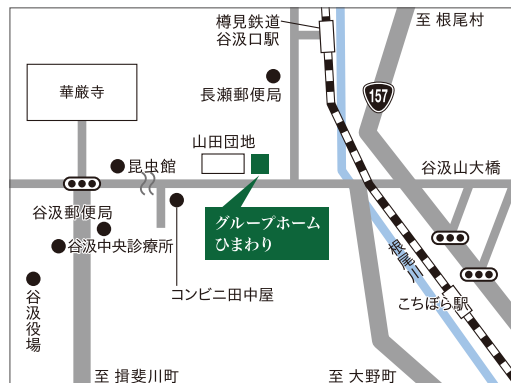 樽見鉄道
谷汲口駅
至 根尾村
華厳寺
長瀬郵便局
157
山田団地
昆虫館
谷汲山大橋
谷汲郵便局
グループホーム
ひまわり
谷汲中央診療所
根尾川
谷汲役場
コンビニ田中屋
こちぼら駅
至 揖斐川町
至 大野町